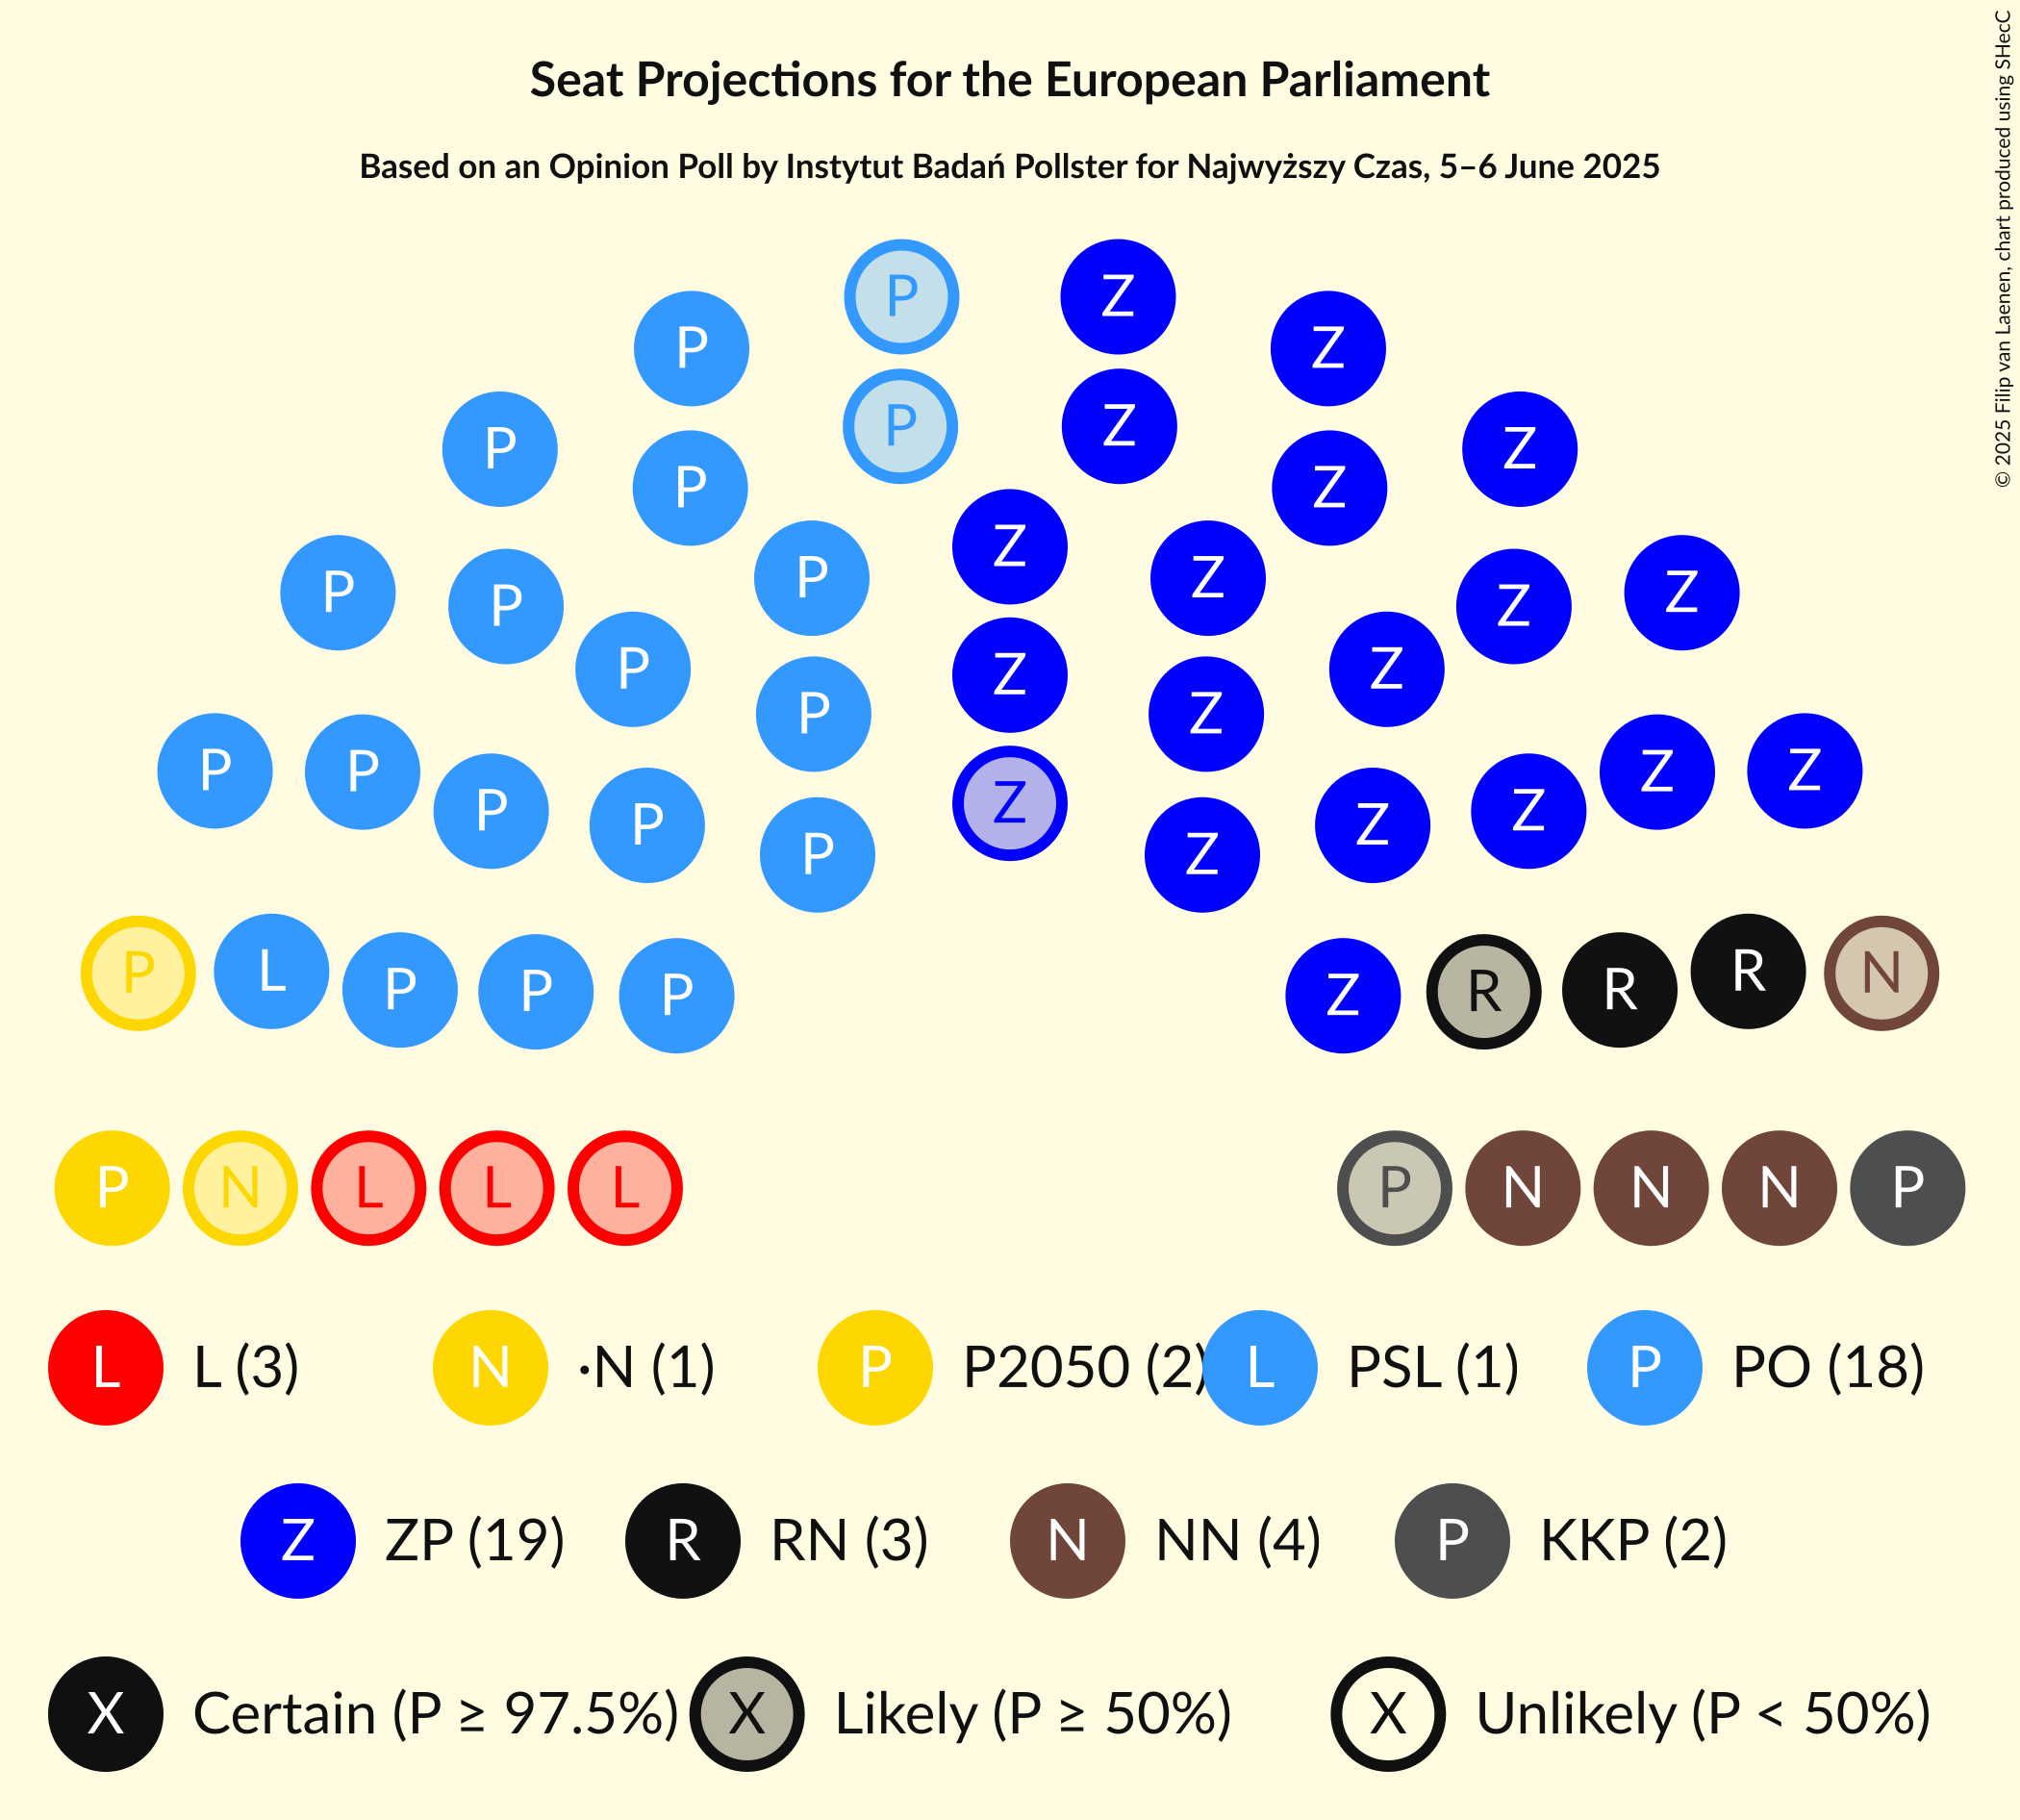 Seat Projections for the European Parliament
Based on an Opinion Poll by Instytut Badań Pollster for Najwyższy Czas, 5–6 June 2025
© 2025 Filip van Laenen, chart produced using SHecC
P Z
P Z
P Z
P Z
P Z
P Z
Z
P Z
P Z
P Z
P Z
Z
P Z
P Z
P Z
Z
P Z
P Z
P Z
P L P P P Z R R R N
P N L L L P N N N P
L L (3) N ·N (1) P P2050 (2) L PSL (1) P PO (18)
Z ZP (19) R RN (3) N NN (4) P KKP (2)
X Certain (P ≥ 97.5%) X Likely (P ≥ 50%) X Unlikely (P < 50%)